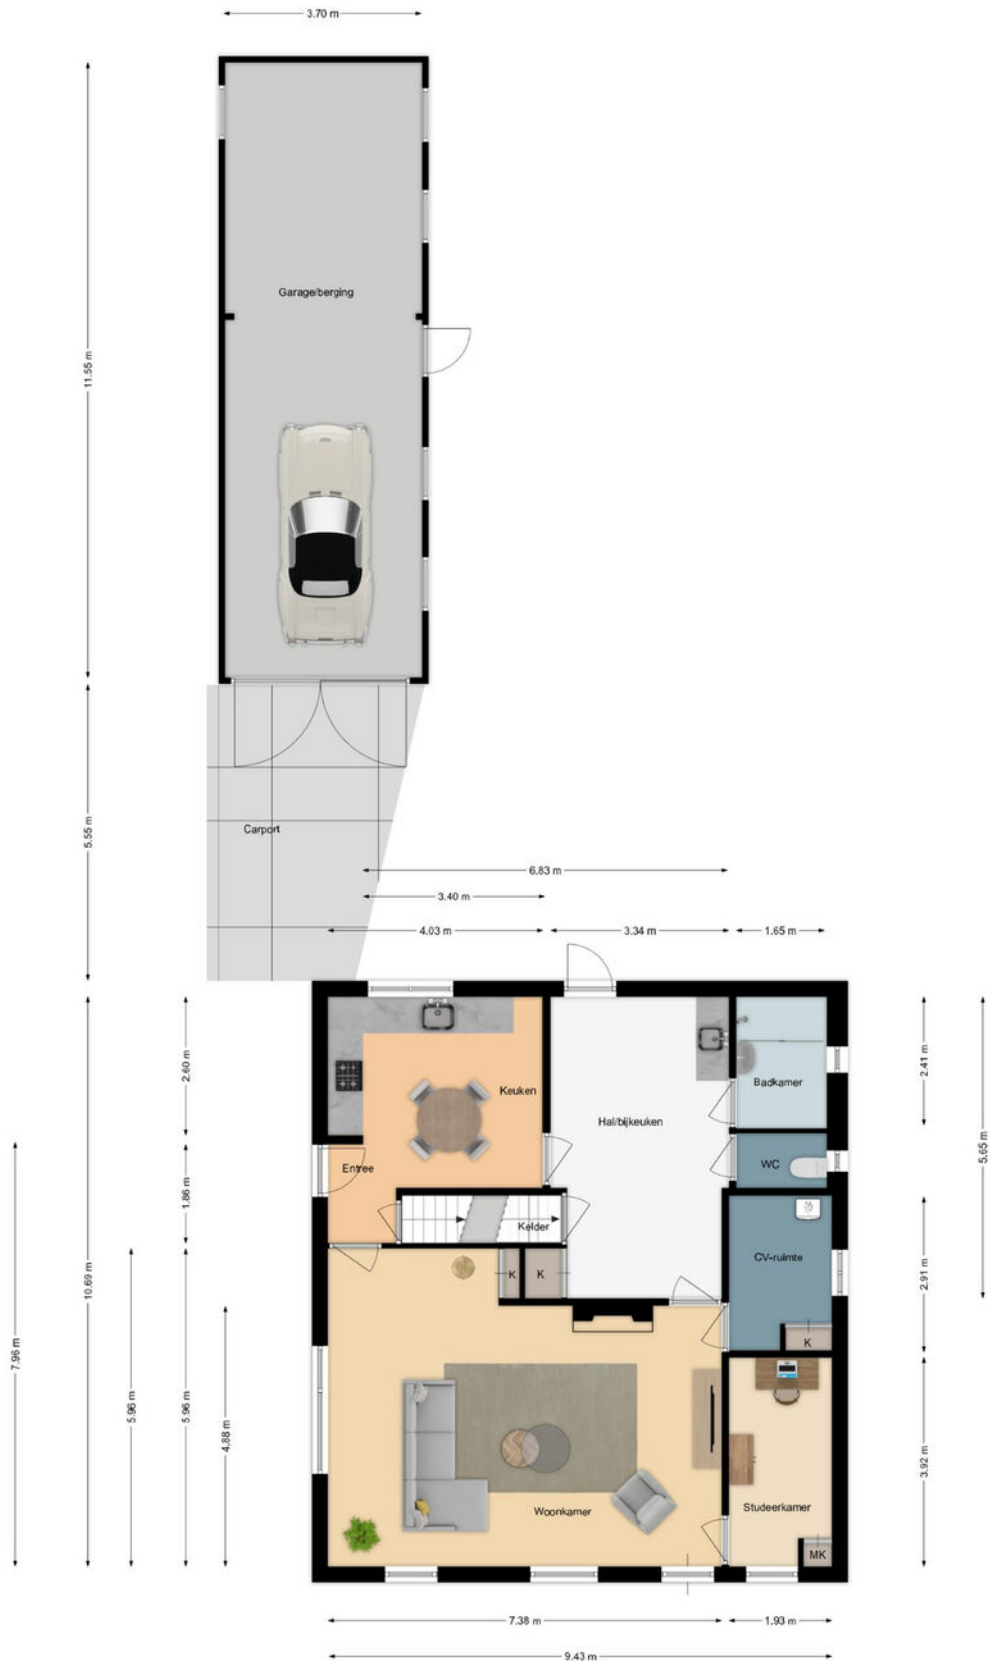 3.70 m
Garage/berging
11.55 m
5.55 m
Carport
6.83 m
3.40 m
4.03 m
3.34 m
1.65 m
2.60 m
2.41 m
Badkamer
Keuken
Hal/bijkeuken
5.65 m
WC
Entree
1.86 m
Kelder
CV-ruimte
K
K
10.69 m
2.91 m
K
7.96 m
5.96 m
5.96 m
4.88 m
3.92 m
Studeerkamer
Woonkamer
MK
7.38 m
1.93 m
9.43 m